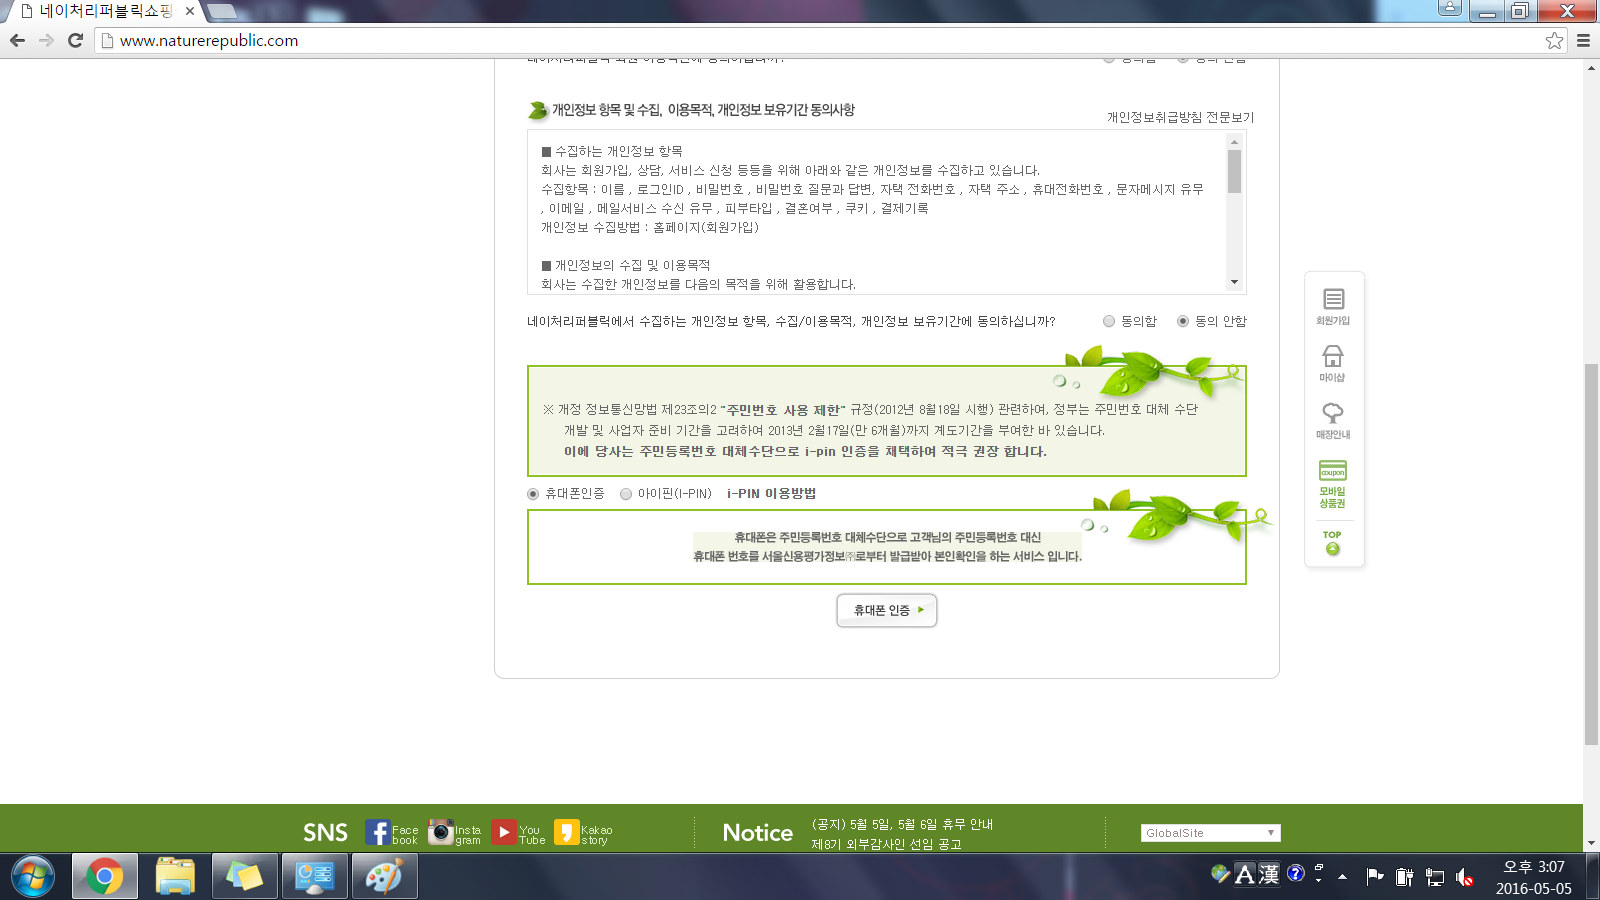 네이처리퍼블릭쇼핑
www.naturerepublic.com
개인정보 항목 및 수집, 이용목적, 개인정보 보유기간 동의사항
개인정보취급방침 전문보기
■ 수집하는 개인정보 항목
회사는 회원가입, 상담, 서비스 신청 등등을 위해 아래와 같은 개인정보를 수집하고 있습니다.
수집항목 : 이름 , 로그인ID , 비밀번호 , 비밀번호 질문과 답변, 자택 전화번호 , 자택 주소 , 휴대전화번호 , 문자메시지 유무
, 이메일 , 메일서비스 수신 유무 , 피부타입 , 결혼여부 , 쿠키 , 결제기록
개인정보 수집방법 : 홈페이지(회원가입)
■ 개인정보의 수집 및 이용목적
회사는 수집한 개인정보를 다음의 목적을 위해 활용합니다.
네이처리퍼블릭에서 수집하는 개인정보 항목, 수집/이용목적, 개인정보 보유기간에 동의하십니까? 동의함 동의 안함
※ 개정 정보통신망법 제23조의2 "주민번호 사용 제한" 규정(2012년 8월18일 시행) 관련하여, 정부는 주민번호 대체 수단
개발 및 사업자 준비 기간을 고려하여 2013년 2월17일(만 6개월)까지 계도기간을 부여한 바 있습니다.
이에 당사는 주민등록번호 대체수단으로 i-pin 인증을 채택하여 적극 권장 합니다.
휴대폰인증 아이핀(I-PIN) i-PIN 이용방법
휴대폰은 주민등록번호 대체수단으로 고객님의 주민등록번호 대신
휴대폰 번호를 서울신용평가정보㈜로부터 발급받아 본인확인을 하는 서비스 입니다.
휴대폰 인증
회원가입
마이샵
매장안내
coupon
모바일
상품권
TOP
SNS
Face
book
Insta
gram
You
Tube
Kakao
story
Notice
(공지) 5월 5일, 5월 6일 휴무 안내
제8기 외부감사인 선임 공고
GlobalSite
A 漢
오후 3:07
2016-05-05